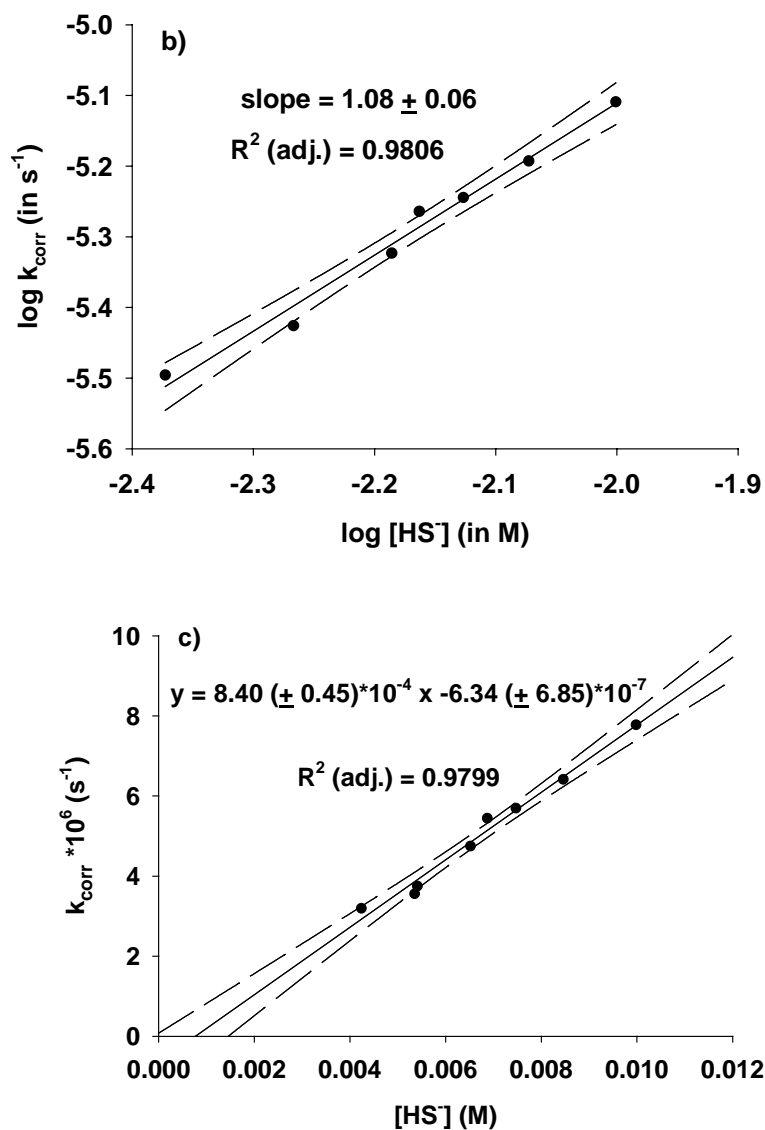 b)
slope = 1.08 ± 0.06
R² (adj.) = 0.9806
log k_corr (in s⁻¹)
-5.0
-5.1
-5.2
-5.3
-5.4
-5.5
-5.6
-2.4 -2.3 -2.2 -2.1 -2.0 -1.9
log [HS⁻] (in M)
c)
y = 8.40 (± 0.45)*10⁻⁴ x -6.34 (± 6.85)*10⁻⁷
R² (adj.) = 0.9799
k_corr *10⁶ (s⁻¹)
10
8
6
4
2
0
0.000 0.002 0.004 0.006 0.008 0.010 0.012
[HS⁻] (M)